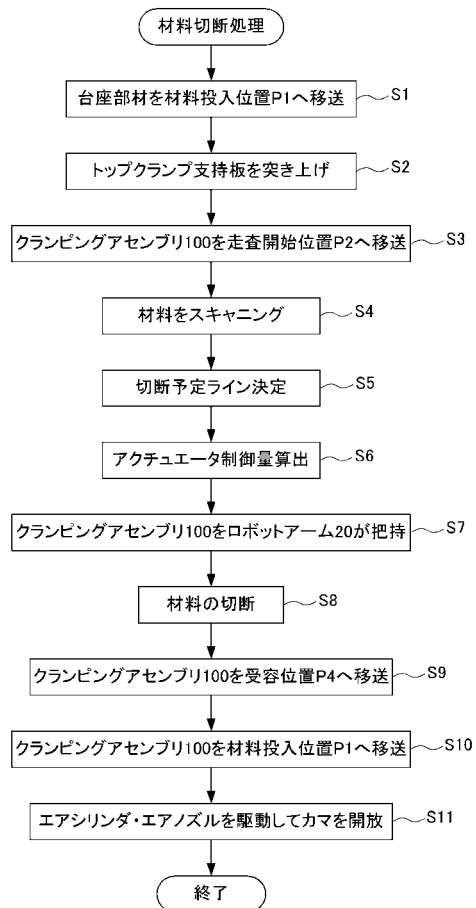 材料切断処理
台座部材を材料投入位置P1へ移送
S1
トップクランプ支持板を突き上げ
S2
クランピングアセンブリ100を走査開始位置P2へ移送
S3
材料をスキャニング
S4
切断予定ライン決定
S5
アクチュエータ制御量算出
S6
クランピングアセンブリ100をロボットアーム20が把持
S7
材料の切断
S8
クランピングアセンブリ100を受容位置P4へ移送
S9
クランピングアセンブリ100を材料投入位置P1へ移送
S10
エアシリンダ・エアノズルを駆動してカマを開放
S11
終了